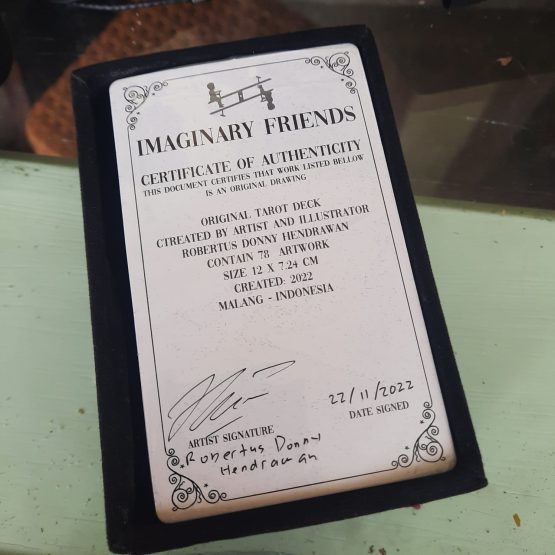 IMAGINARY FRIENDS
CERTIFICATE OF AUTHENTICITY
THIS DOCUMENT CERTIFIES THAT WORK LISTED BELLOW
IS AN ORIGINAL DRAWING
ORIGINAL TAROT DECK
CTREATED BY ARTIST AND ILLUSTRATOR
ROBERTUS DONNY HENDRAWAN
CONTAIN 78 ARTWORK
SIZE 12 X 7.24 CM
CREATED: 2022
MALANG - INDONESIA
22/11/2022
ARTIST SIGNATURE
DATE SIGNED
Robertus Donny
Hendrawan